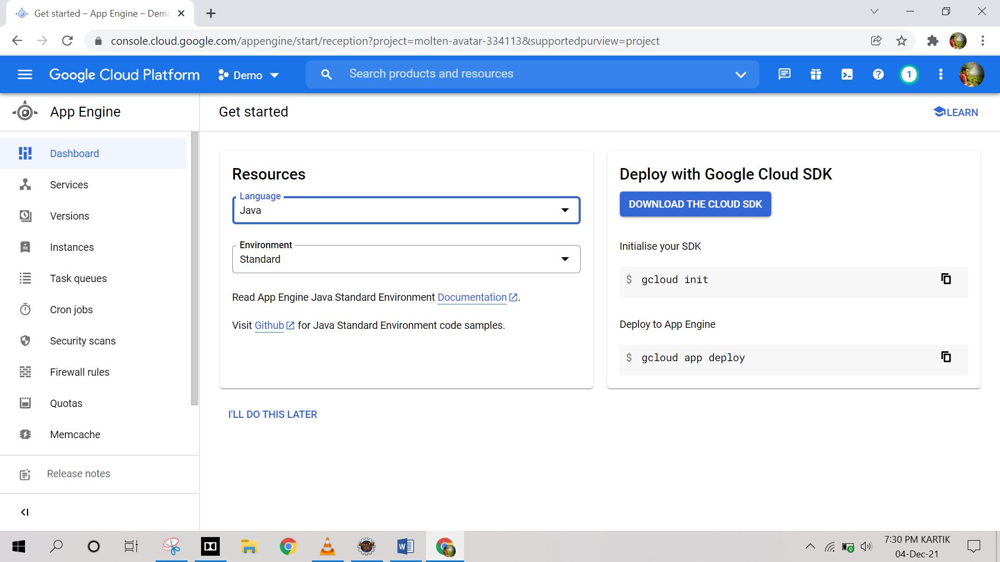 Get started – App Engine – Demo
console.cloud.google.com/appengine/start/reception?project=molten-avatar-334113&supportedpurview=project
Google Cloud Platform
Demo
Search products and resources
1
App Engine
Get started
LEARN
Dashboard
Services
Versions
Instances
Task queues
Cron jobs
Security scans
Firewall rules
Quotas
Memcache
Release notes
Resources
Language
Java
Environment
Standard
Read App Engine Java Standard Environment Documentation.
Visit Github for Java Standard Environment code samples.
Deploy with Google Cloud SDK
DOWNLOAD THE CLOUD SDK
Initialise your SDK
$ gcloud init
Deploy to App Engine
$ gcloud app deploy
I'LL DO THIS LATER
Java EE
IDE
W
7:30 PM KARTIK
04-Dec-21